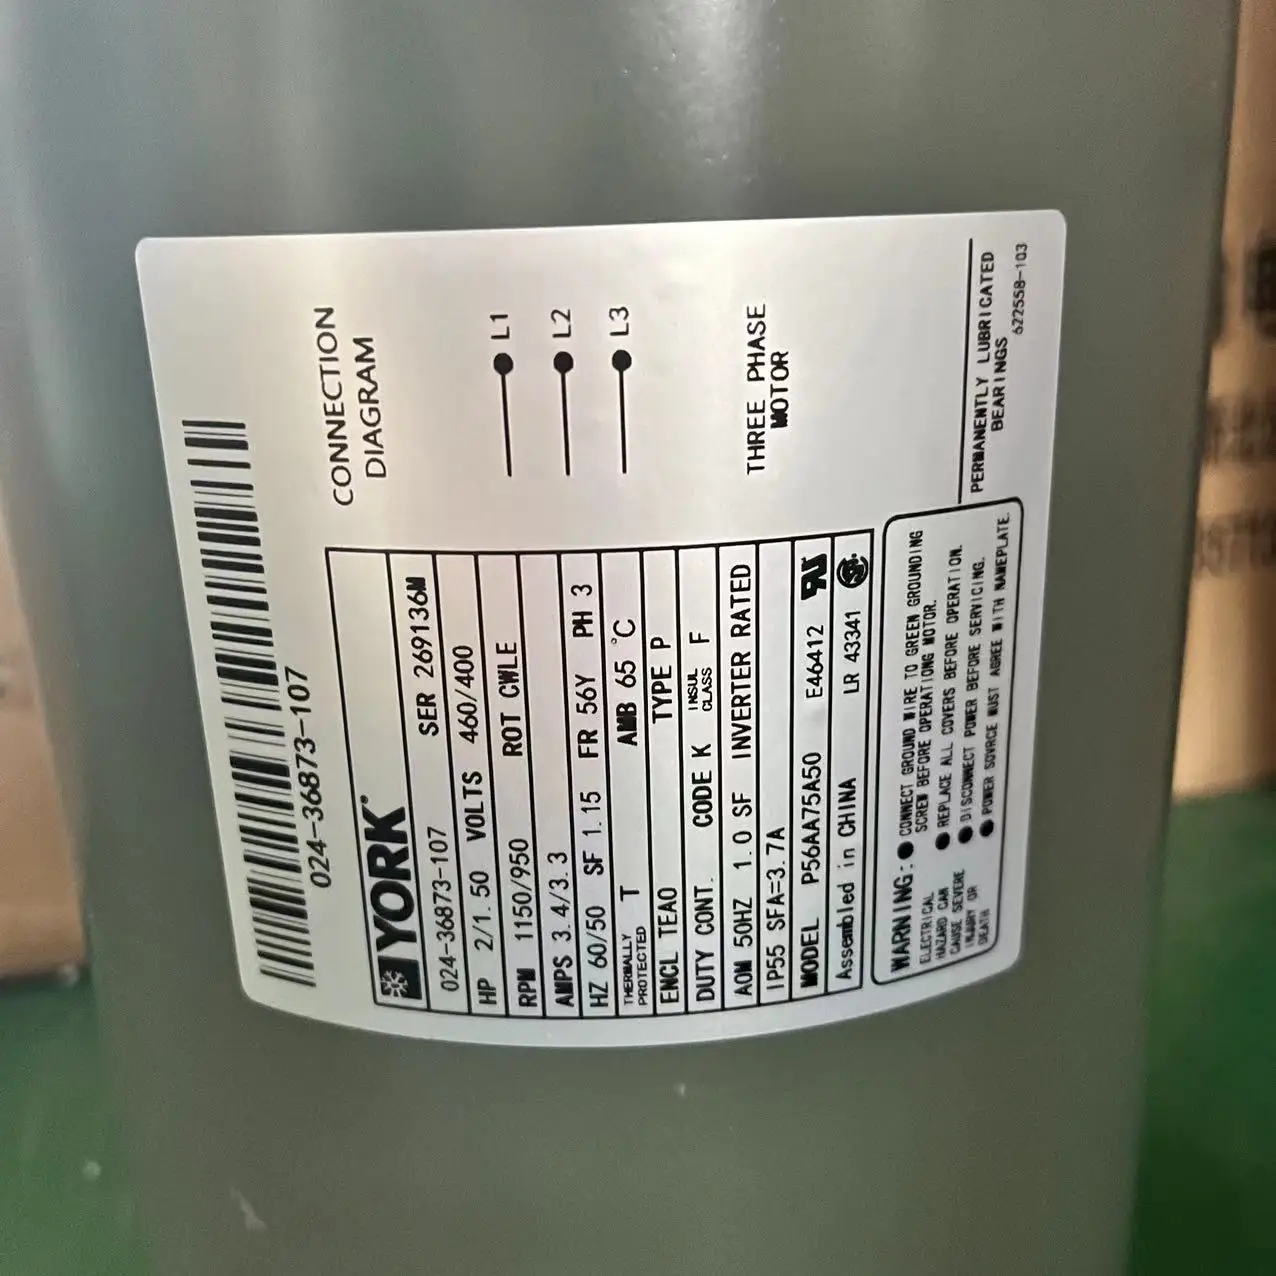 024-36873-107
YORK®
024-36873-107 SER 269136M
HP 2/1.50 VOLTS 460/400
RPM 1150/950 ROT CWLE
AMPS 3.4/3.3
HZ 60/50 SF 1.15 FR 56Y PH 3
THERMALLY PROTECTED T AMB 65 °C
ENCL TEAO TYPE P
DUTY CONT. CODE K INSUL CLASS F
AOM 50HZ 1.0 SF INVERTER RATED
IP55 SFA=3.7A
MODEL P56AA75A50 E46412
Assembled in CHINA LR 43341
CONNECTION
DIAGRAM
L1
L2
L3
THREE PHASE
MOTOR
WARNING:
ELECTRICAL
HAZARD CAN
CAUSE SEVERE
INJURY OR
DEATH
● CONNECT GROUND WIRE TO GREEN GROUNDING
SCREW BEFORE OPERATIONG MOTOR.
● REPLACE ALL COVERS BEFORE OPERATION.
● DISCONNECT POWER BEFORE SERVICING.
● POWER SOVRCE MUST AGREE WITH NAMEPLATE.
PERMANENTLY LUBRICATED
BEARINGS
622558-103